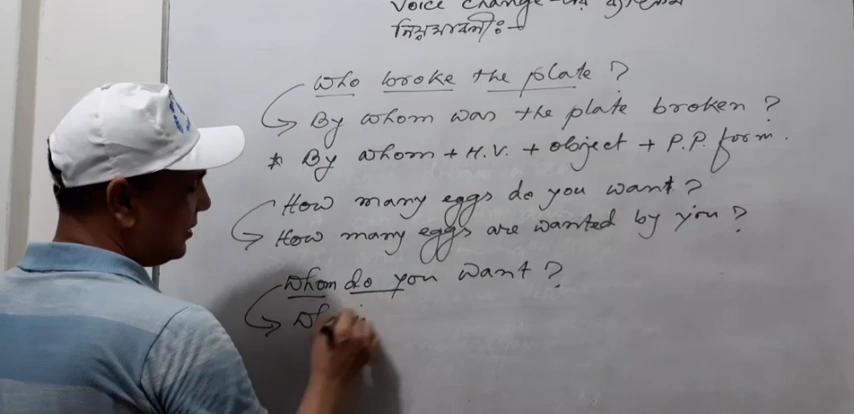 Voice Change
নিয়মাবলীঃ-
Who broke the plate ?
By whom was the plate broken ?
* By whom + H.V. + object + P.P. form.
How many eggs do you want ?
How many eggs are wanted by you ?
Whom do you want ?